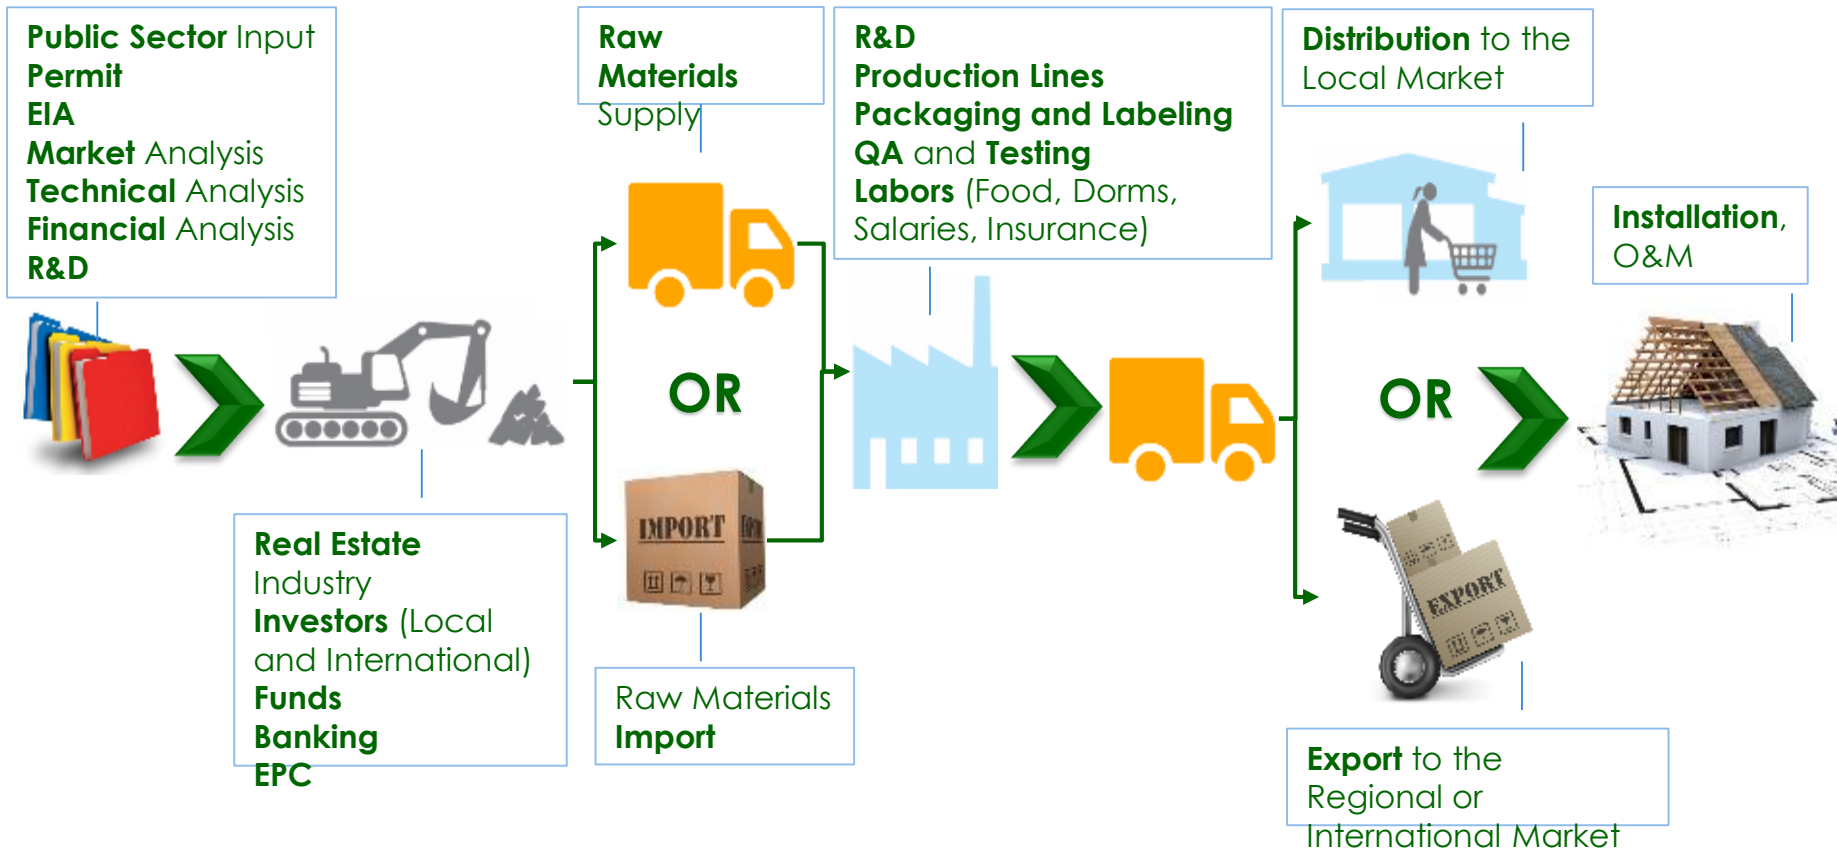 Public Sector Input
Permit
EIA
Market Analysis
Technical Analysis
Financial Analysis
R&D
Real Estate
Industry
Investors (Local
and International)
Funds
Banking
EPC
Raw
Materials
Supply
OR
IMPORT
Raw Materials
Import
R&D
Production Lines
Packaging and Labeling
QA and Testing
Labors (Food, Dorms,
Salaries, Insurance)
Distribution to the
Local Market
OR
EXPORT
Export to the
Regional or
International Market
Installation,
O&M